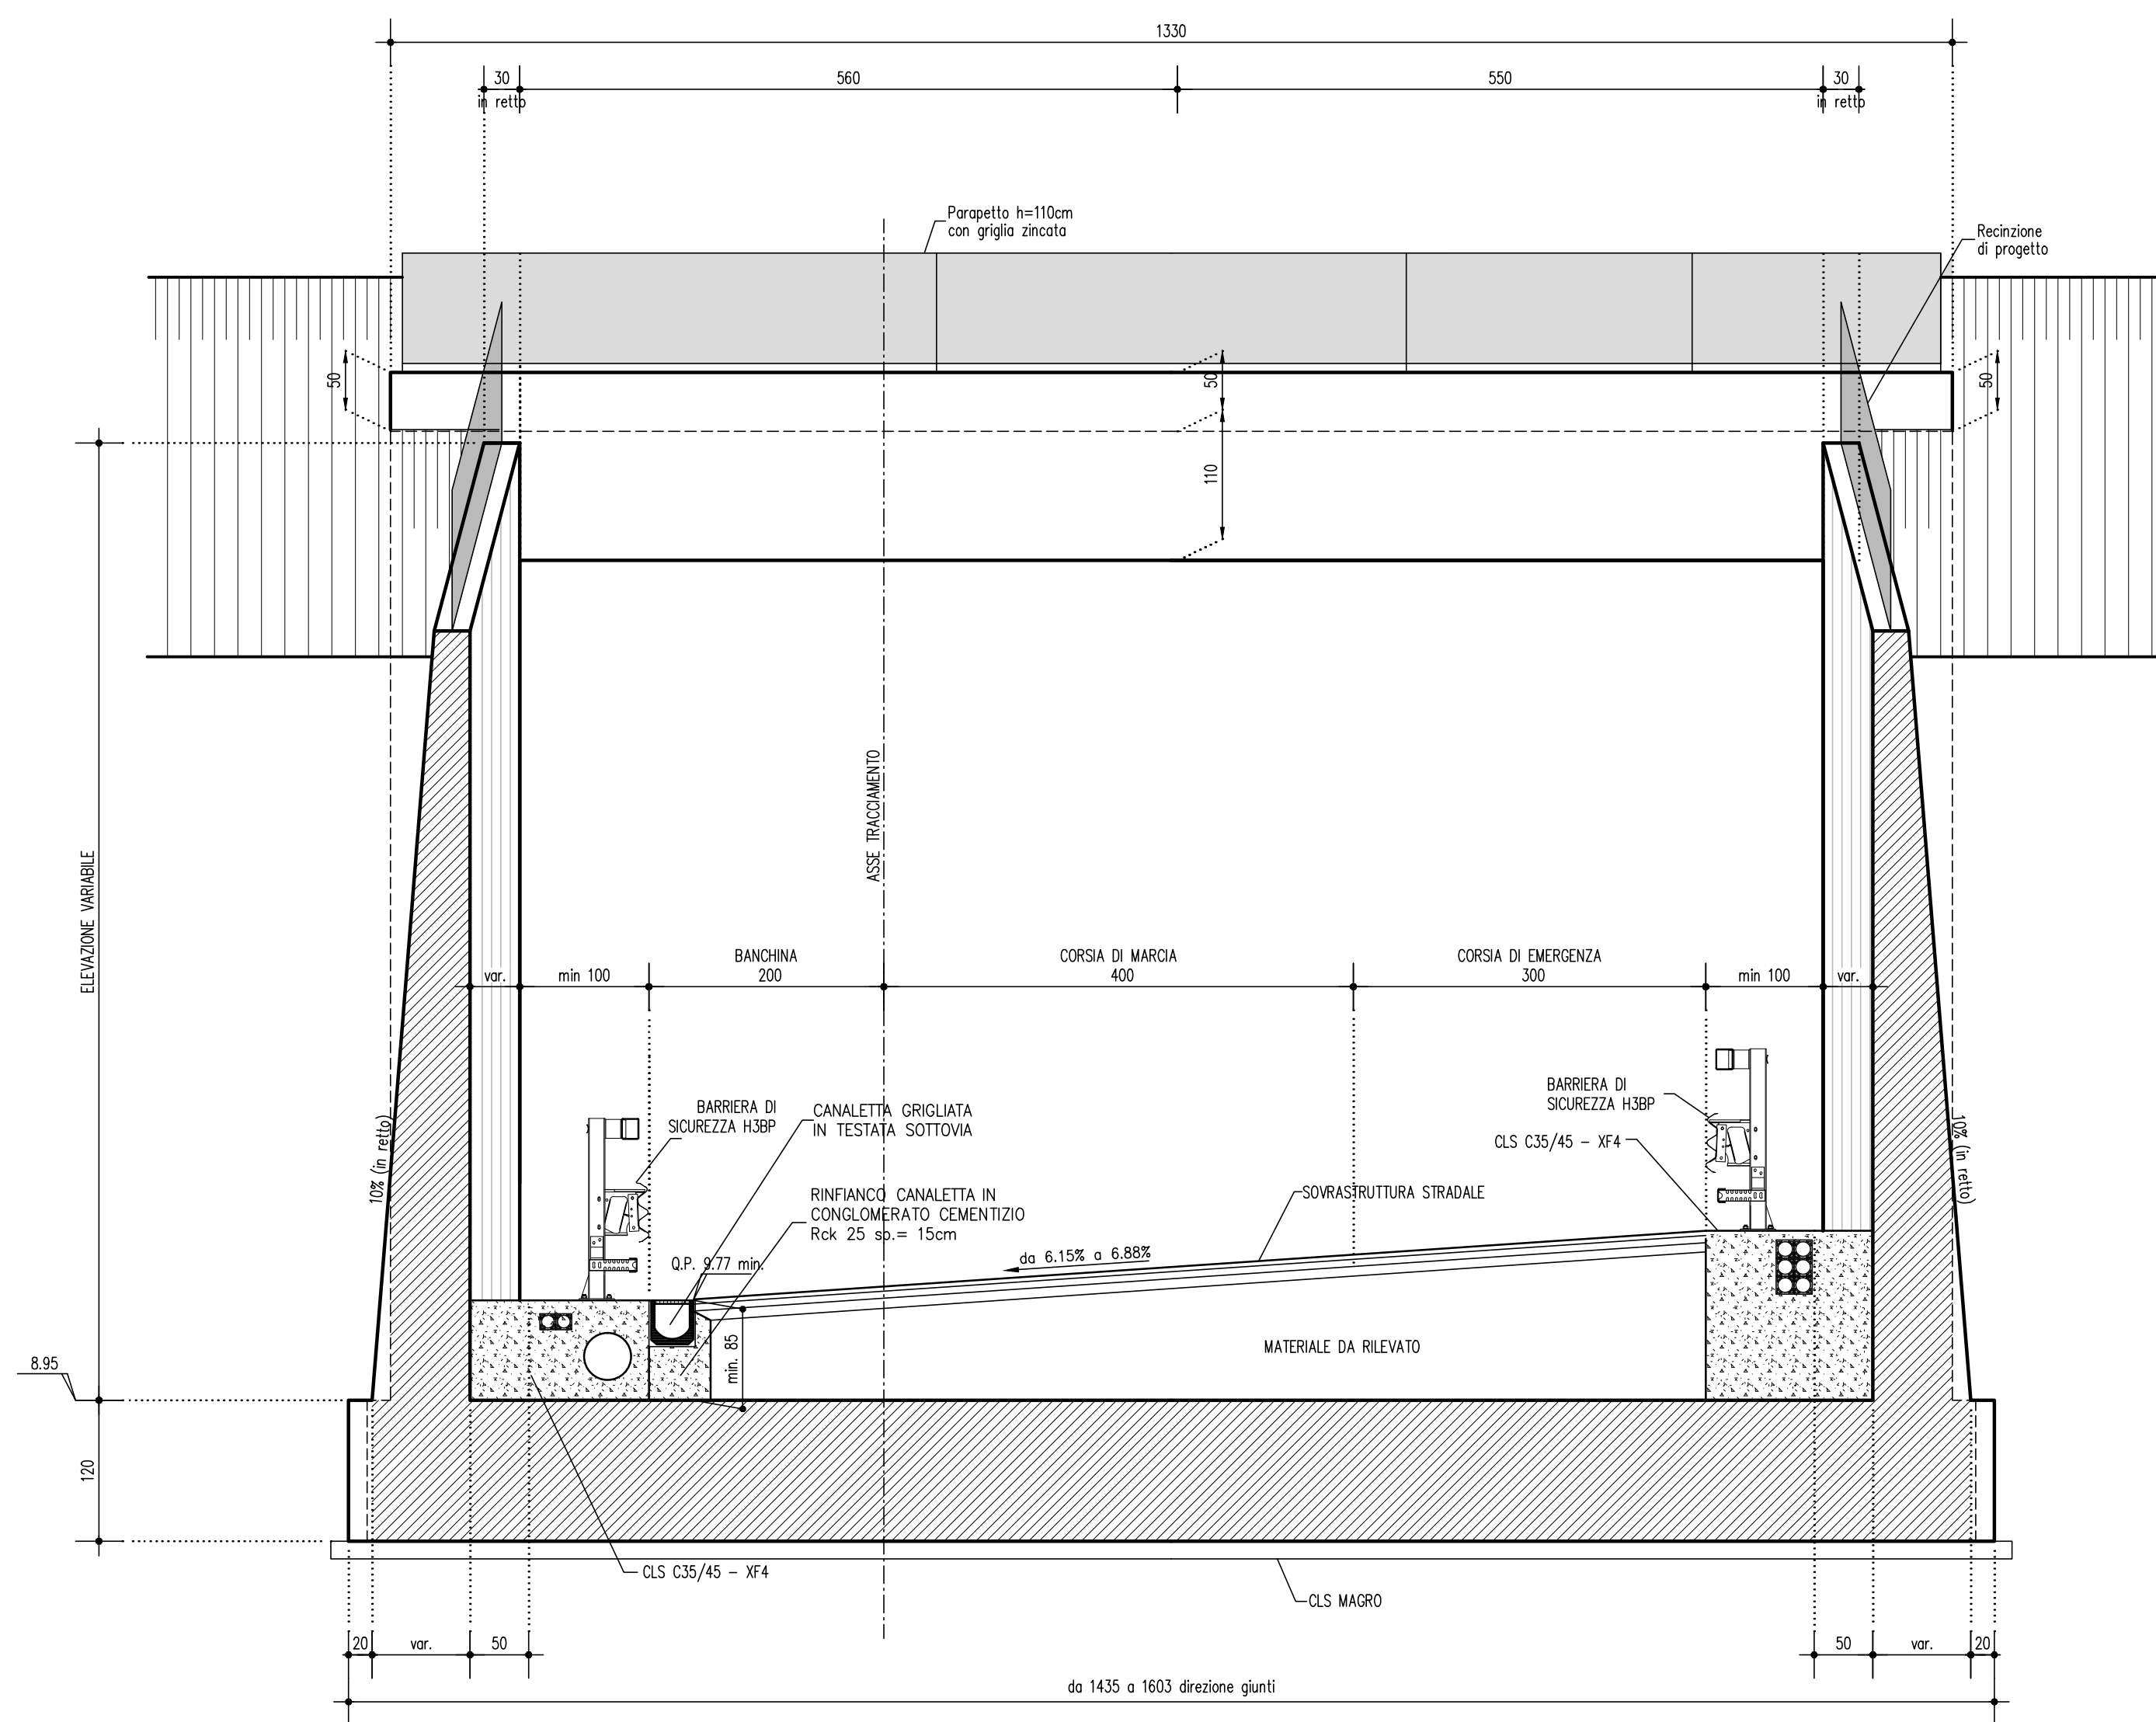 1330
30
in retto
560
550
30
in retto
Parapetto h=110cm
con griglia zincata
Recinzione
di progetto
50
50
50
110
ELEVAZIONE VARIABILE
ASSE TRACCIAMENTO
var.
min 100
BANCHINA
200
CORSIA DI MARCIA
400
CORSIA DI EMERGENZA
300
min 100
var.
BARRIERA DI
SICUREZZA H3BP
CANALETTA GRIGLIATA
IN TESTATA SOTTOVIA
BARRIERA DI
SICUREZZA H3BP
CLS C35/45 – XF4
10% (in retto)
10% (in retto)
RINFIANCO CANALETTA IN
CONGLOMERATO CEMENTIZIO
Rck 25 sp.= 15cm
SOVRASTRUTTURA STRADALE
Q.P. 9.77 min.
da 6.15% a 6.88%
min. 85
MATERIALE DA RILEVATO
8.95
120
CLS C35/45 – XF4
CLS MAGRO
20
var.
50
50
var.
20
da 1435 a 1603 direzione giunti